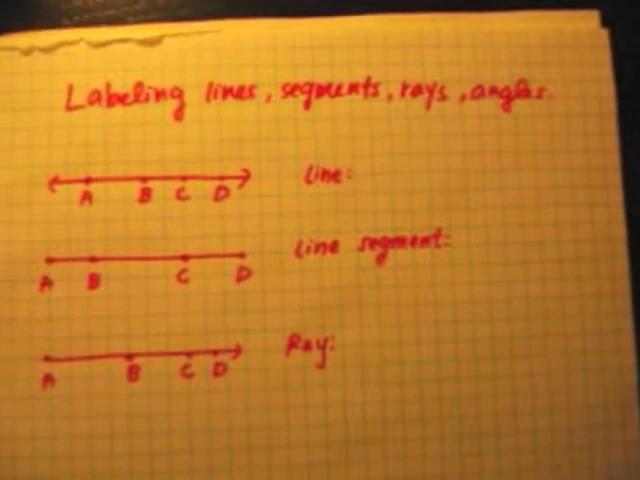 Labeling lines, segments, rays, angles.
Line:
A B C D
Line segment:
A B C D
Ray:
A B C D